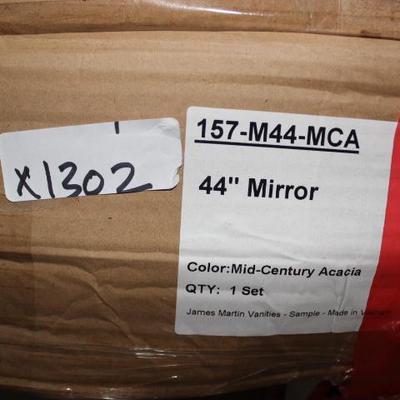 X1302
157-M44-MCA
44" Mirror
Color:Mid-Century Acacia
QTY: 1 Set
James Martin Vanities - Sample - Made in